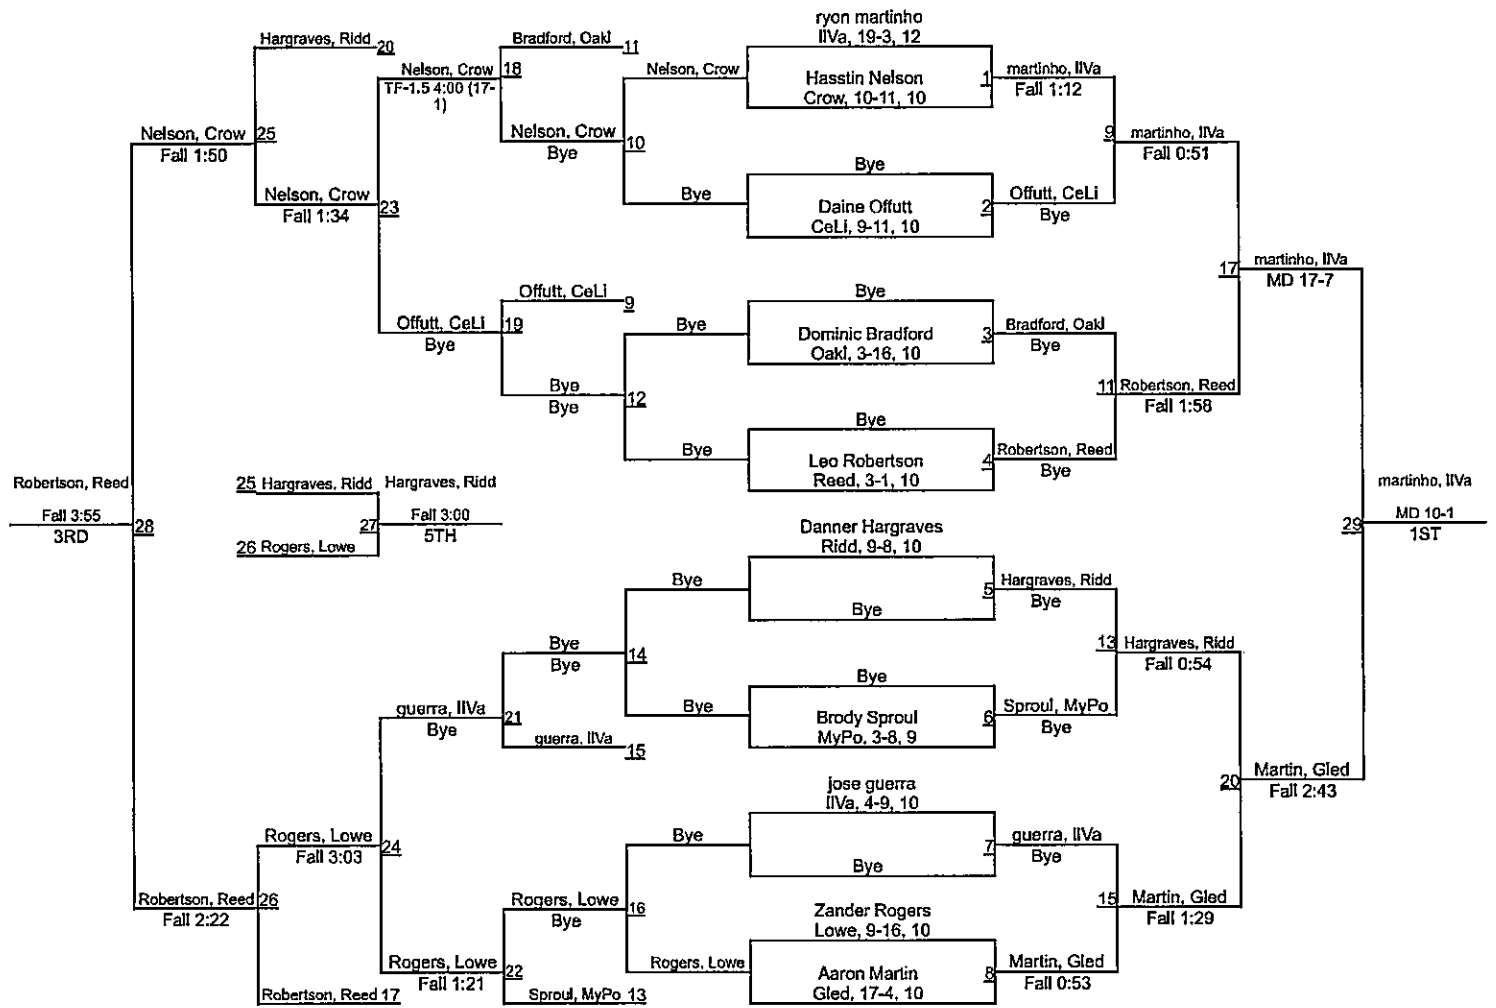 ryon martinho
IIVa, 19-3, 12
Hargraves, Ridd
20
Bradford, Oakl
11
Nelson, Crow
18
TF-1.5 4:00 (17-
1)
Nelson, Crow
Hasstin Nelson
Crow, 10-11, 10
1
martinho, IIVa
Fall 1:12
Nelson, Crow
25
Fall 1:50
Nelson, Crow
Bye
10
9
martinho, IIVa
Fall 0:51
Bye
Nelson, Crow
Fall 1:34
23
Bye
Daine Offutt
CeLi, 9-11, 10
2
Offutt, CeLi
Bye
17
martinho, IIVa
MD 17-7
Offutt, CeLi
9
Bye
Offutt, CeLi
19
Bye
Bye
Dominic Bradford
Oakl, 3-16, 10
3
Bradford, Oakl
Bye
Bye
Bye
12
11
Robertson, Reed
Fall 1:58
Bye
Bye
Leo Robertson
Reed, 3-1, 10
4
Robertson, Reed
Bye
Robertson, Reed
25
Hargraves, Ridd
Hargraves, Ridd
martinho, IIVa
Fall 3:55
3RD
28
27
Fall 3:00
5TH
29
MD 10-1
1ST
26
Rogers, Lowe
Danner Hargraves
Ridd, 9-8, 10
Bye
5
Hargraves, Ridd
Bye
Bye
Bye
Bye
14
13
Hargraves, Ridd
Fall 0:54
Bye
guerra, IIVa
21
Bye
Bye
Brody Sproul
MyPo, 3-8, 9
6
Sproul, MyPo
Bye
guerra, IIVa
15
20
Martin, Gled
Fall 2:43
jose guerra
IIVa, 4-9, 10
Rogers, Lowe
24
Fall 3:03
Bye
Bye
7
guerra, IIVa
Bye
Robertson, Reed
26
Fall 2:22
Rogers, Lowe
Bye
16
15
Martin, Gled
Fall 1:29
Zander Rogers
Lowe, 9-16, 10
Rogers, Lowe
22
Fall 1:21
Rogers, Lowe
Aaron Martin
Gled, 17-4, 10
8
Martin, Gled
Fall 0:53
Robertson, Reed
17
Sproul, MyPo
13